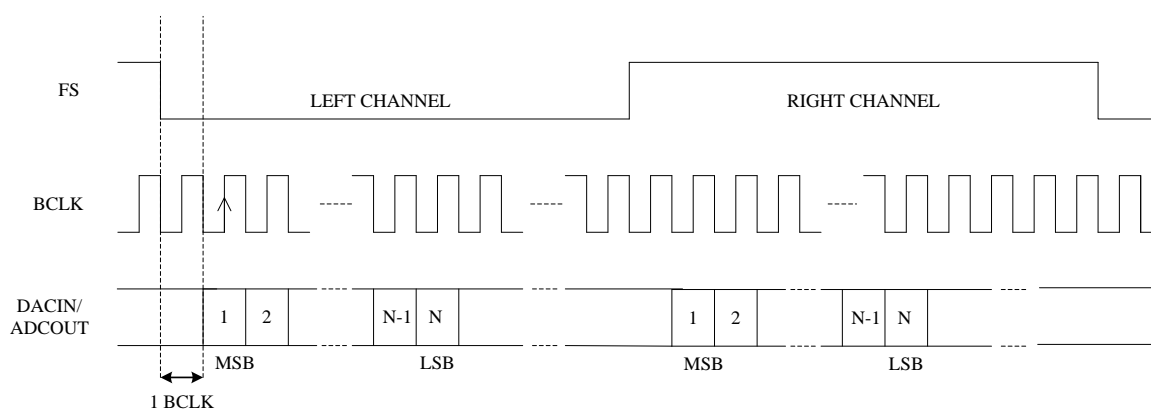 FS
LEFT CHANNEL
RIGHT CHANNEL
BCLK
DACIN/
ADCOUT
1 2 N-1 N 1 2 N-1 N
MSB LSB MSB LSB
1 BCLK